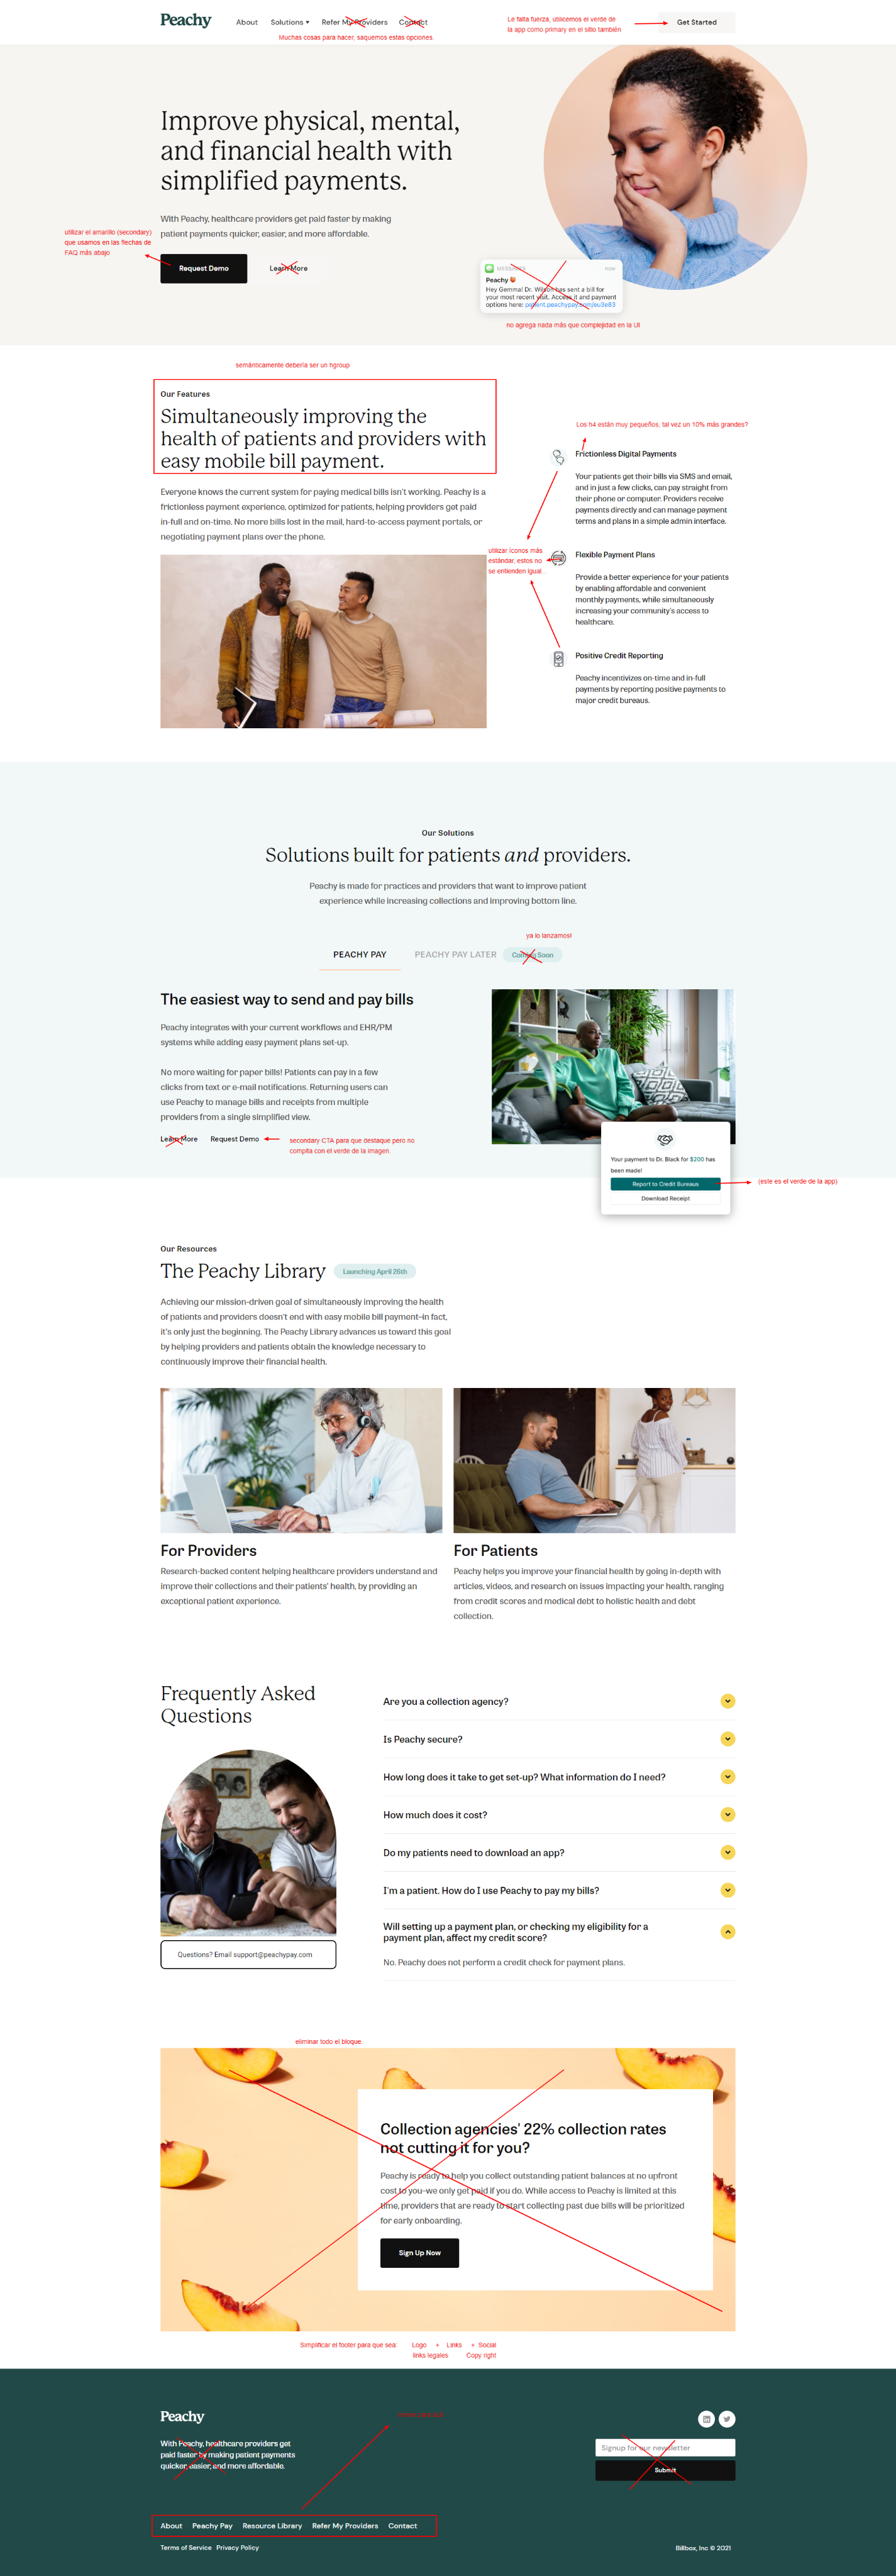 Peachy
About Solutions ▾ Refer My Providers Contact
Le falta fuerza, utilicemos el verde de
la app como primary en el sitio también
Get Started
Muchas cosas para hacer, saquemos estas opciones.
Improve physical, mental,
and financial health with
simplified payments.
With Peachy, healthcare providers get paid faster by making
patient payments quicker, easier, and more affordable.
utilizar el amarillo (secondary)
que usamos en las flechas de
FAQ más abajo
Request Demo
Learn More
MESSAGES now
Peachy 🍑
Hey Gemma! Dr. Wilson has sent a bill for
your most recent visit. Access it and payment
options here: patient.peachypay.com/eu3e83
no agrega nada más que complejidad en la UI
semánticamente debería ser un hgroup
Our Features
Simultaneously improving the
health of patients and providers with
easy mobile bill payment.
Everyone knows the current system for paying medical bills isn't working. Peachy is a
frictionless payment experience, optimized for patients, helping providers get paid
in-full and on-time. No more bills lost in the mail, hard-to-access payment portals, or
negotiating payment plans over the phone.
Los h4 están muy pequeños, tal vez un 10% más grandes?
Frictionless Digital Payments
Your patients get their bills via SMS and email,
and in just a few clicks, can pay straight from
their phone or computer. Providers receive
payments directly and can manage payment
terms and plans in a simple admin interface.
utilizar íconos más
estándar, estos no
se entienden igual...
Flexible Payment Plans
Provide a better experience for your patients
by enabling affordable and convenient
monthly payments, while simultaneously
increasing your community's access to
healthcare.
Positive Credit Reporting
Peachy incentivizes on-time and in-full
payments by reporting positive payments to
major credit bureaus.
Our Solutions
Solutions built for patients and providers.
Peachy is made for practices and providers that want to improve patient
experience while increasing collections and improving bottom line.
ya lo lanzamos!
PEACHY PAY PEACHY PAY LATER Coming Soon
The easiest way to send and pay bills
Peachy integrates with your current workflows and EHR/PM
systems while adding easy payment plans set-up.
No more waiting for paper bills! Patients can pay in a few
clicks from text or e-mail notifications. Returning users can
use Peachy to manage bills and receipts from multiple
providers from a single simplified view.
Learn More Request Demo
secondary CTA para que destaque pero no
compita con el verde de la imagen.
Your payment to Dr. Black for $200 has
been made!
Report to Credit Bureaus
Download Receipt
(este es el verde de la app)
Our Resources
The Peachy Library
Launching April 26th
Achieving our mission-driven goal of simultaneously improving the health
of patients and providers doesn't end with easy mobile bill payment–in fact,
it's only just the beginning. The Peachy Library advances us toward this goal
by helping providers and patients obtain the knowledge necessary to
continuously improve their financial health.
For Providers
Research-backed content helping healthcare providers understand and
improve their collections and their patients' health, by providing an
exceptional patient experience.
For Patients
Peachy helps you improve your financial health by going in-depth with
articles, videos, and research on issues impacting your health, ranging
from credit scores and medical debt to holistic health and debt
collection.
Frequently Asked
Questions
Questions? Email support@peachypay.com
Are you a collection agency?
Is Peachy secure?
How long does it take to get set-up? What information do I need?
How much does it cost?
Do my patients need to download an app?
I'm a patient. How do I use Peachy to pay my bills?
Will setting up a payment plan, or checking my eligibility for a
payment plan, affect my credit score?
No. Peachy does not perform a credit check for payment plans.
eliminar todo el bloque.
Collection agencies' 22% collection rates
not cutting it for you?
Peachy is ready to help you collect outstanding patient balances at no upfront
cost to you–we only get paid if you do. While access to Peachy is limited at this
time, providers that are ready to start collecting past due bills will be prioritized
for early onboarding.
Sign Up Now
Simplificar el footer para que sea: Logo + Links + Social
links legales Copy right
Peachy
With Peachy, healthcare providers get
paid faster by making patient payments
quicker, easier, and more affordable.
Signup for our newsletter
Submit
About Peachy Pay Resource Library Refer My Providers Contact
Terms of Service Privacy Policy
Billbox, Inc © 2021